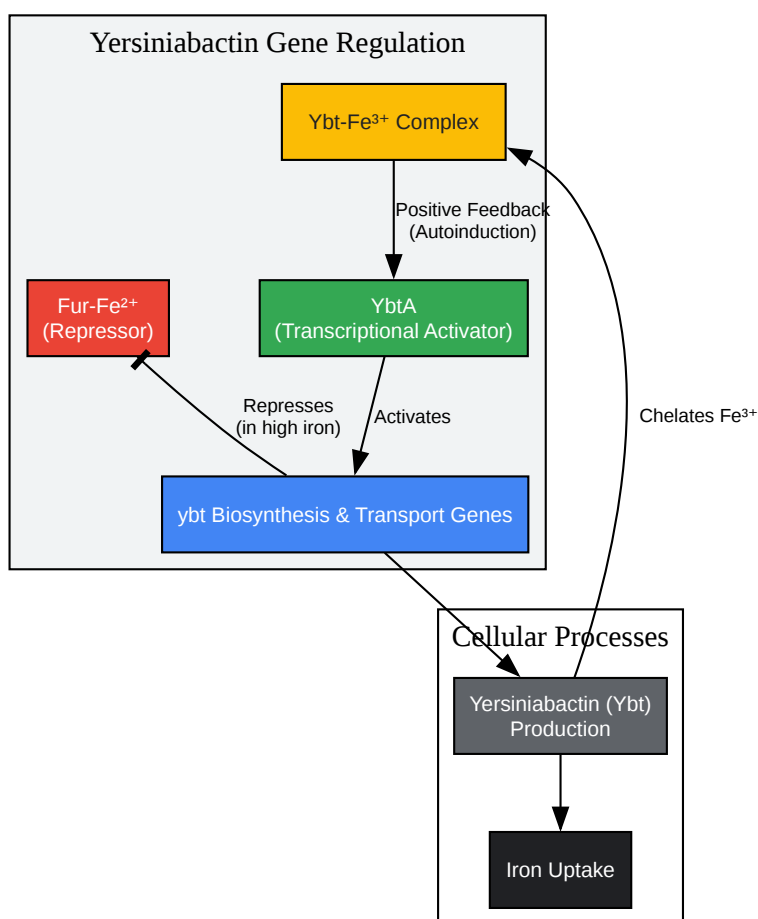 Yersiniabactin Gene Regulation
Ybt-Fe³⁺ Complex
Positive Feedback
(Autoinduction)
Fur-Fe²⁺
(Repressor)
YbtA
(Transcriptional Activator)
Represses
(in high iron)
Activates
Chelates Fe³⁺
ybt Biosynthesis & Transport Genes
Cellular Processes
Yersiniabactin (Ybt)
Production
Iron Uptake